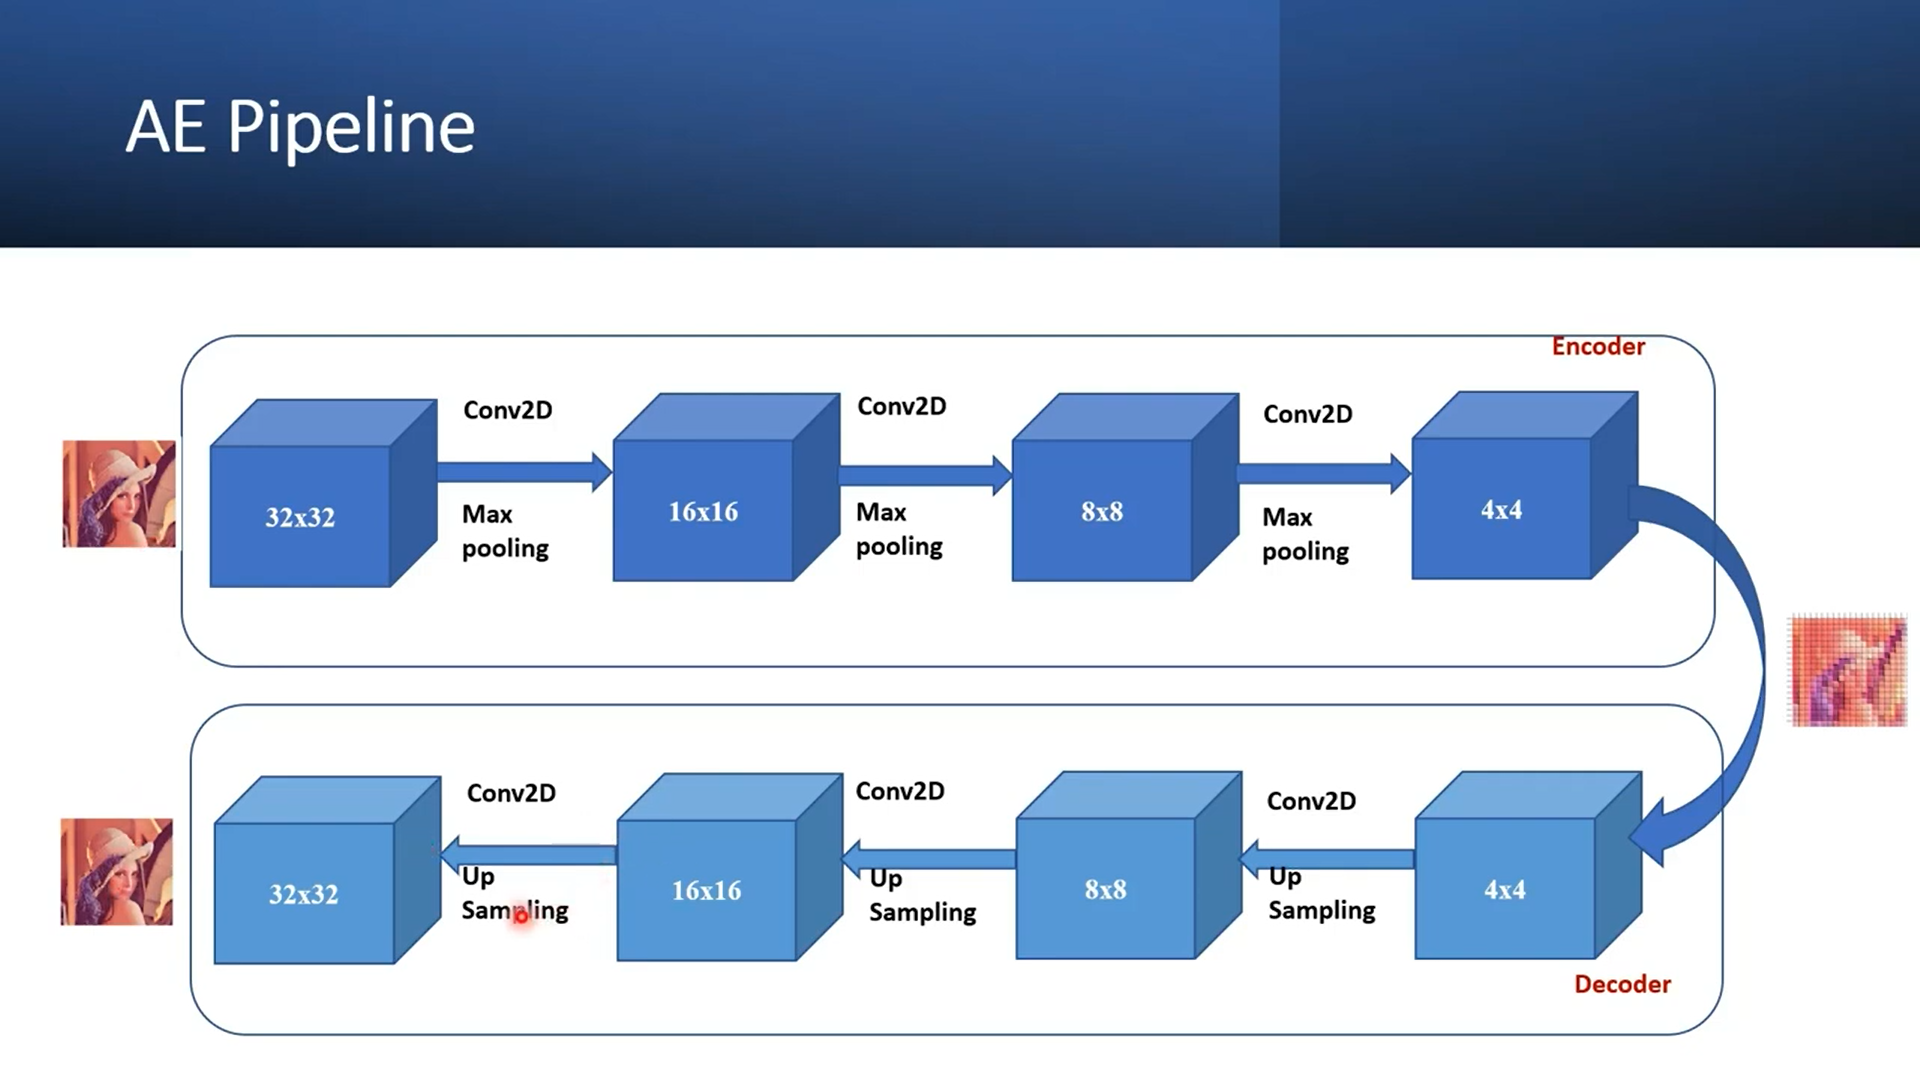 AE Pipeline
Encoder
Conv2D
Conv2D
Conv2D
32x32
16x16
8x8
4x4
Max
pooling
Max
pooling
Max
pooling
Conv2D
Conv2D
Conv2D
32x32
16x16
8x8
4x4
Up
Sampling
Up
Sampling
Up
Sampling
Decoder